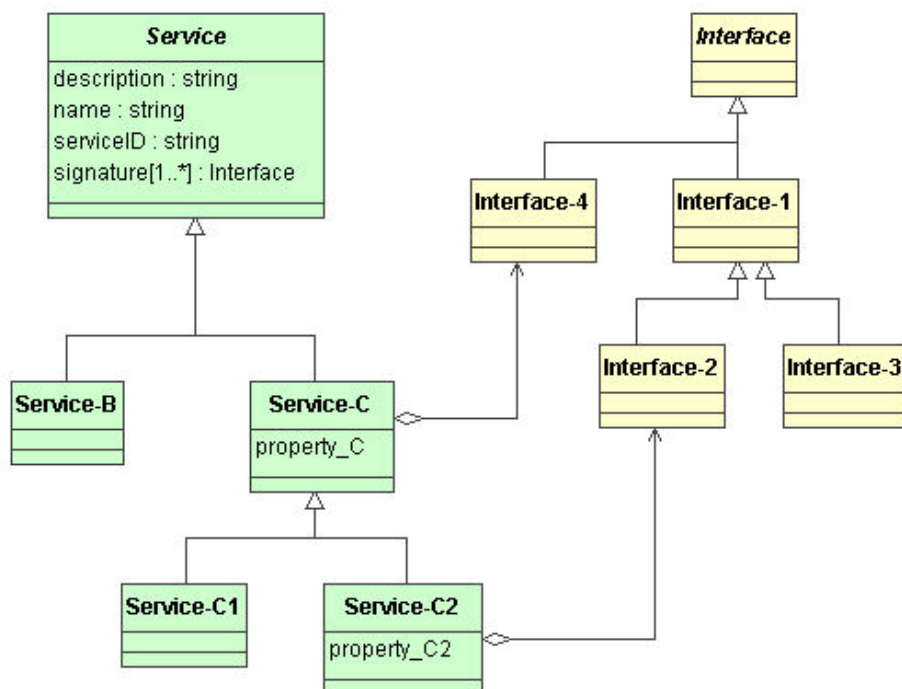 Service
description : string
name : string
serviceID : string
signature[1..*] : Interface
Interface
Interface-4
Interface-1
Interface-2
Interface-3
Service-B
Service-C
property_C
Service-C1
Service-C2
property_C2